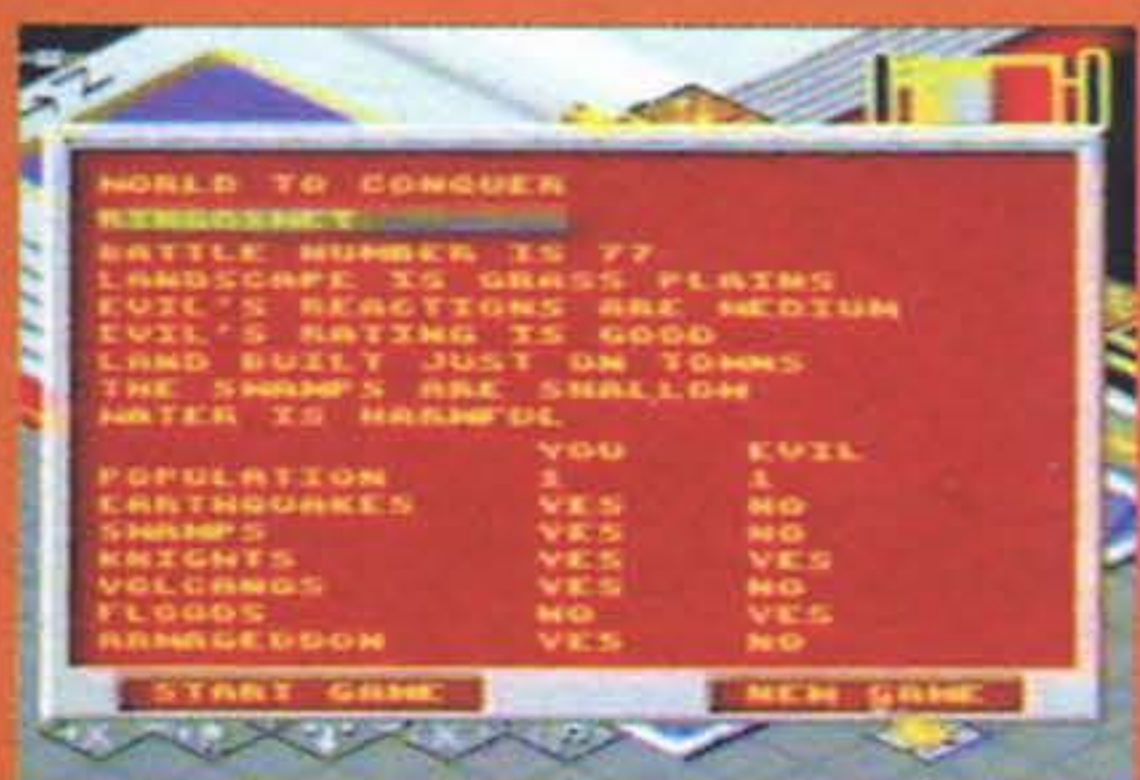 WORLD TO CONQUER
BATTLE NUMBER IS 77
LANDSCAPE IS GRASS PLAINS
EVIL'S REACTIONS ARE MEDIUM
EVIL'S RATING IS GOOD
LAND BUILT JUST ON TOWNS
THE SWAMPS ARE SHALLOW
WATER IS HARMFUL
YOU EVIL
POPULATION 1 1
EARTHQUAKES YES NO
SWAMPS YES NO
KNIGHTS YES YES
VOLCANOS YES NO
FLOODS NO YES
ARMAGEDDON YES NO
START GAME NEW GAME